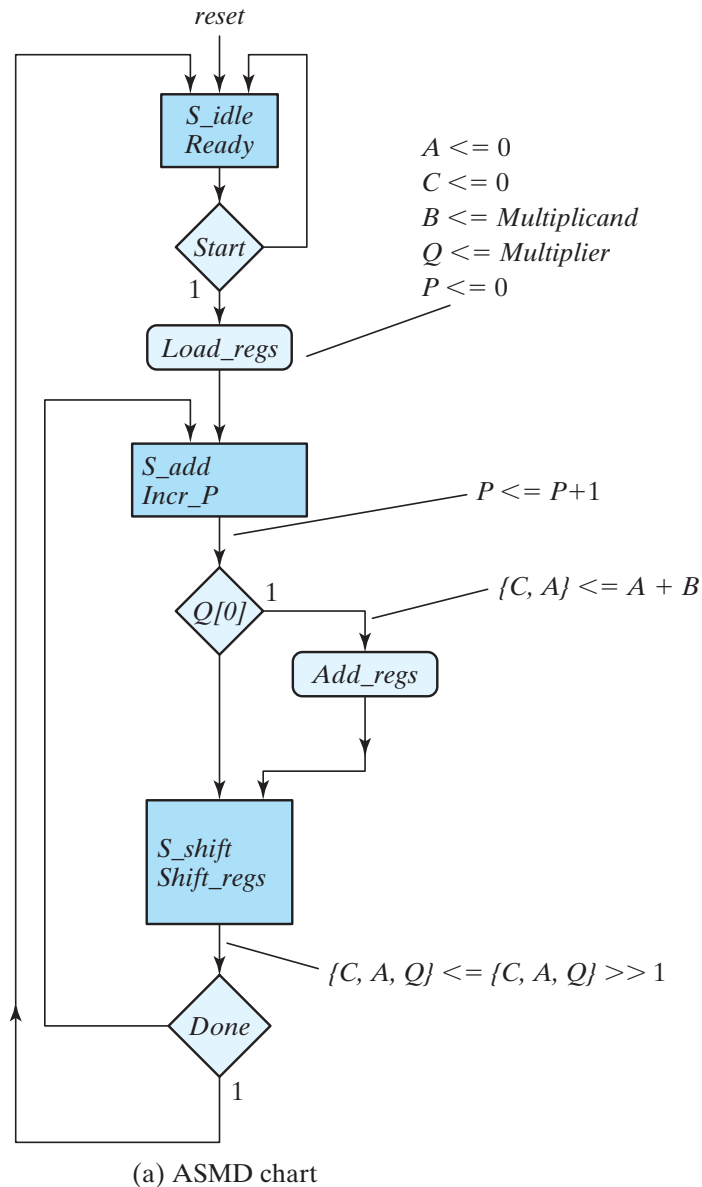 reset
S_idle
Ready
A <= 0
C <= 0
B <= Multiplicand
Q <= Multiplier
P <= 0
Start
1
Load_regs
S_add
Incr_P
P <= P+1
Q[0]
1
{C, A} <= A + B
Add_regs
S_shift
Shift_regs
{C, A, Q} <= {C, A, Q} >> 1
Done
1
(a) ASMD chart